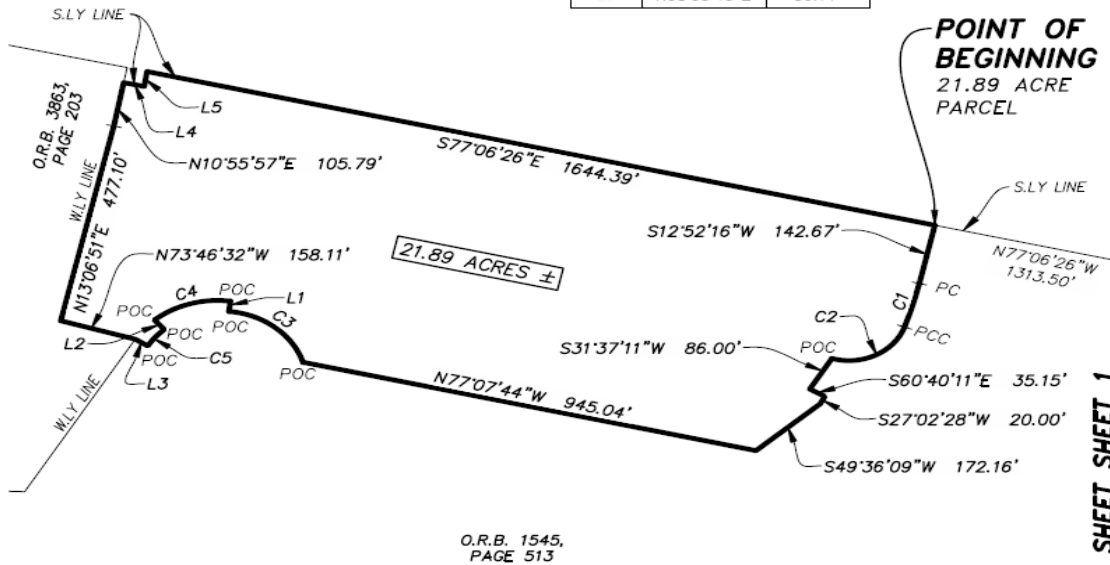 S.LY LINE
POINT OF
BEGINNING
21.89 ACRE
PARCEL
O.R.B. 3863,
PAGE 203
L5
L4
N10°55'57"E 105.79'
S77°06'26"E 1644.39'
S.LY LINE
W.LY LINE
N13°06'51"E 477.10'
S12°52'16"W 142.67'
N77°06'26"W
1313.50'
N73°46'32"W 158.11'
21.89 ACRES ±
PC
C4
POC
L1
C1
POC
POC
C3
C2
PCC
L2
C5
POC
L3
POC
S31°37'11"W 86.00'
POC
W.LY LINE
N77°07'44"W 945.04'
S60°40'11"E 35.15'
S27°02'28"W 20.00'
S49°36'09"W 172.16'
SHEET SHEET 1
O.R.B. 1545,
PAGE 513